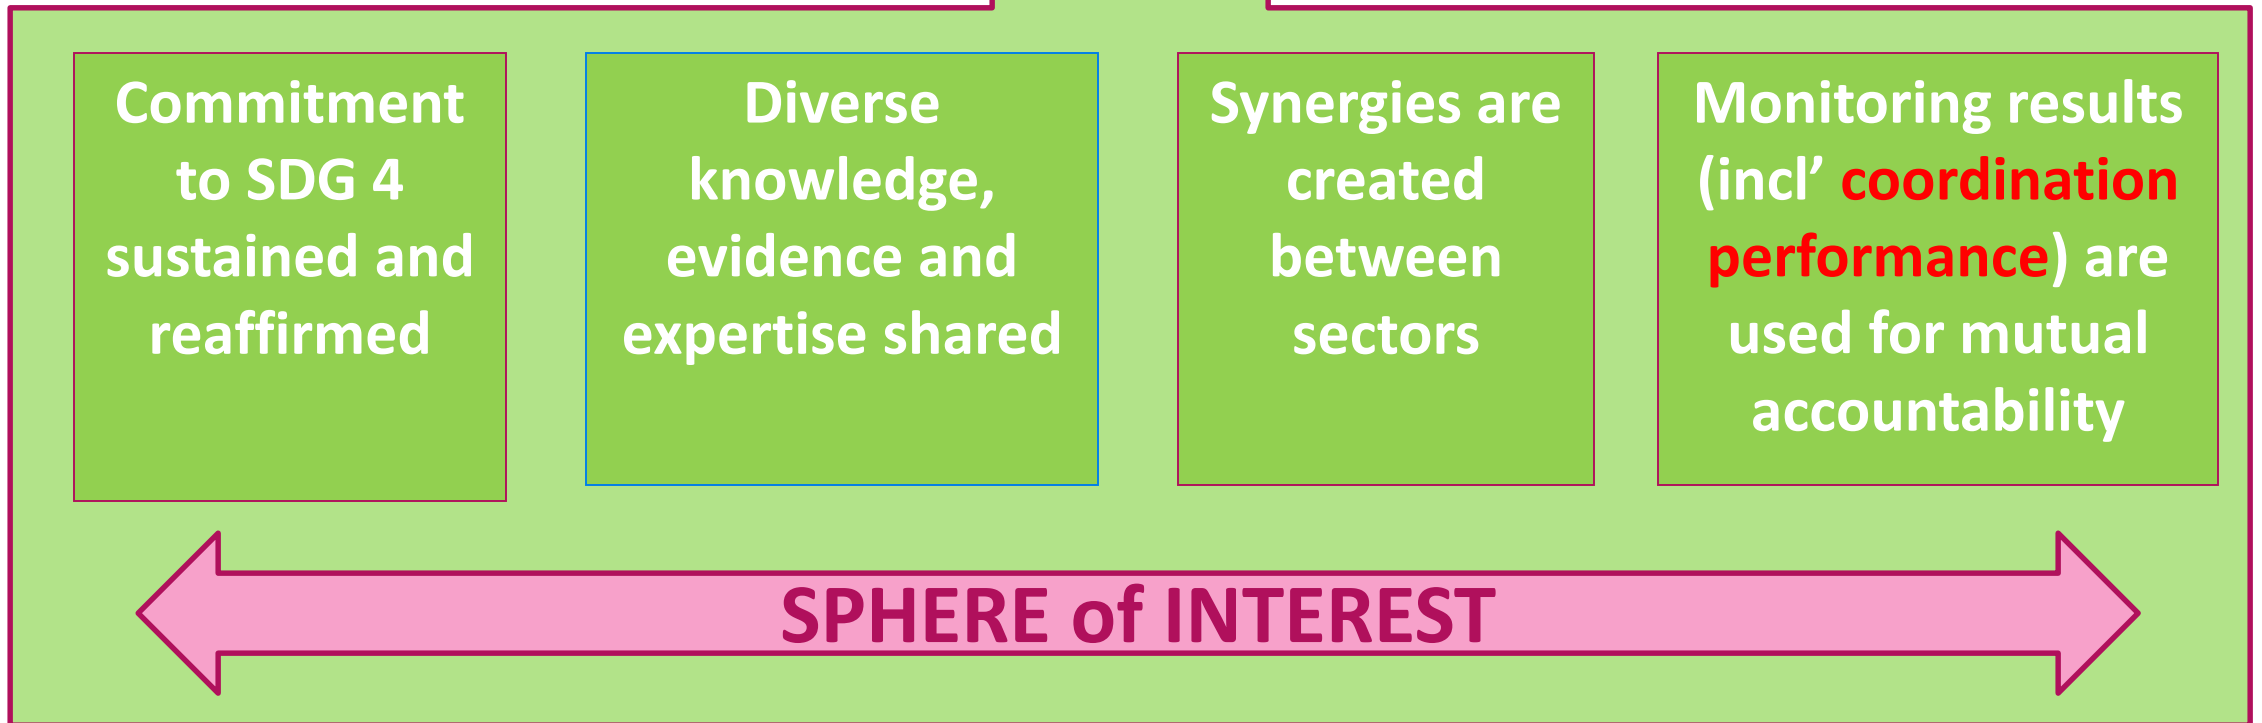 Commitment
to SDG 4
sustained and
reaffirmed
Diverse
knowledge,
evidence and
expertise shared
Synergies are
created
between
sectors
Monitoring results
(incl’ coordination
performance) are
used for mutual
accountability
SPHERE of INTEREST